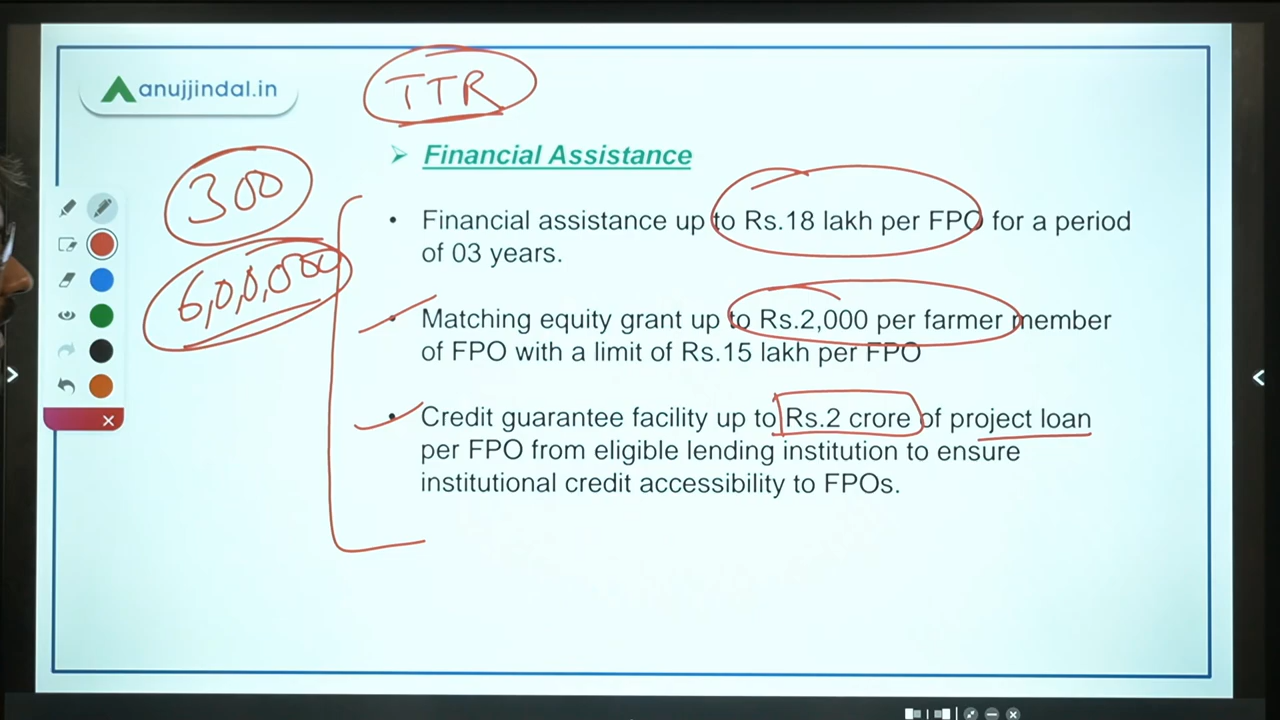 anujjindal.in
TTR
Financial Assistance
300
6,0,0,000
• Financial assistance up to Rs.18 lakh per FPO for a period
of 03 years.
• Matching equity grant up to Rs.2,000 per farmer member
of FPO with a limit of Rs.15 lakh per FPO
• Credit guarantee facility up to Rs.2 crore of project loan
per FPO from eligible lending institution to ensure
institutional credit accessibility to FPOs.